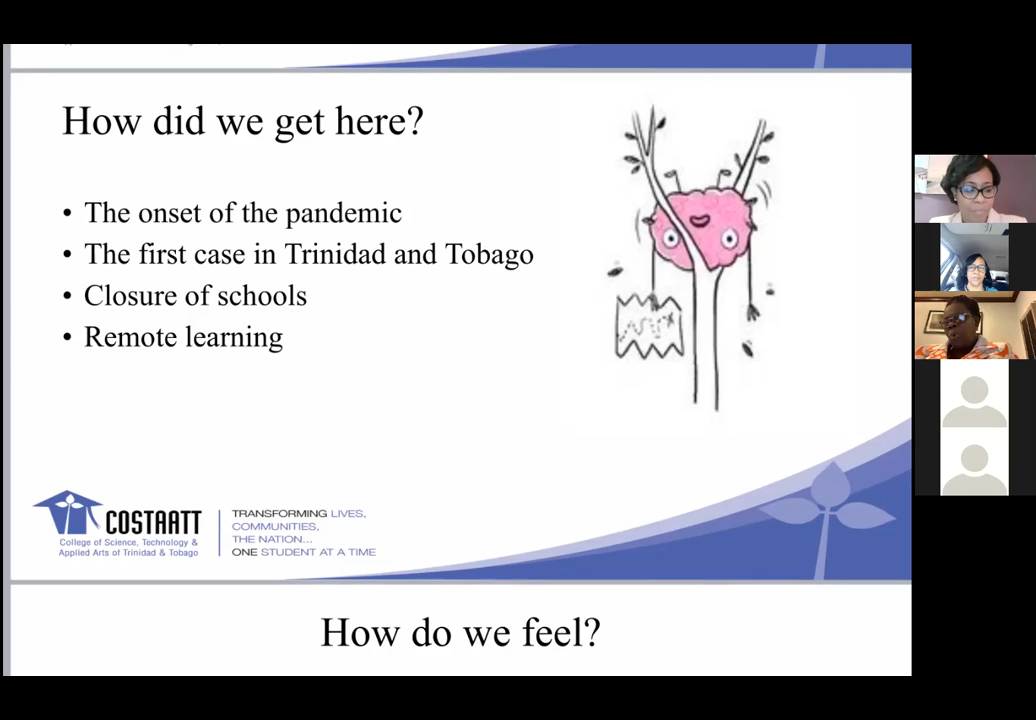 How did we get here?
• The onset of the pandemic
• The first case in Trinidad and Tobago
• Closure of schools
• Remote learning
COSTAATT
College of Science, Technology &
Applied Arts of Trinidad & Tobago
TRANSFORMING LIVES,
COMMUNITIES,
THE NATION...
ONE STUDENT AT A TIME
How do we feel?